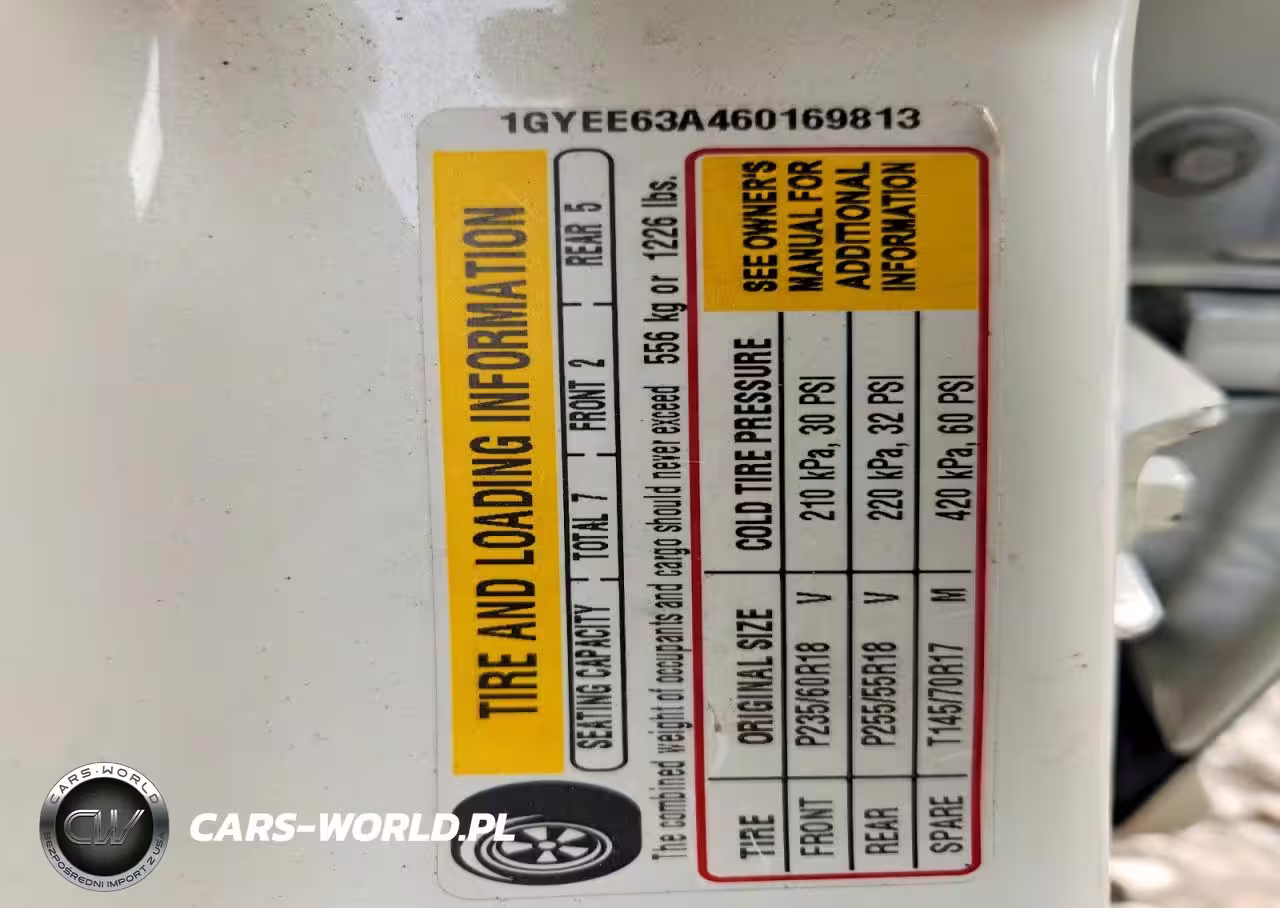 1GYEE63A460169813
TIRE AND LOADING INFORMATION
SEATING CAPACITY TOTAL 7 FRONT 2 REAR 5
The combined weight of occupants and cargo should never exceed 556 kg or 1226 lbs.
TIRE ORIGINAL SIZE COLD TIRE PRESSURE
FRONT P235/60R18 V 210 kPa, 30 PSI
REAR P255/55R18 V 220 kPa, 32 PSI
SPARE T145/70R17 M 420 kPa, 60 PSI
SEE OWNER'S
MANUAL FOR
ADDITIONAL
INFORMATION
CARS-WORLD
CW
BEZPOŚREDNI IMPORT Z USA
CARS-WORLD.PL